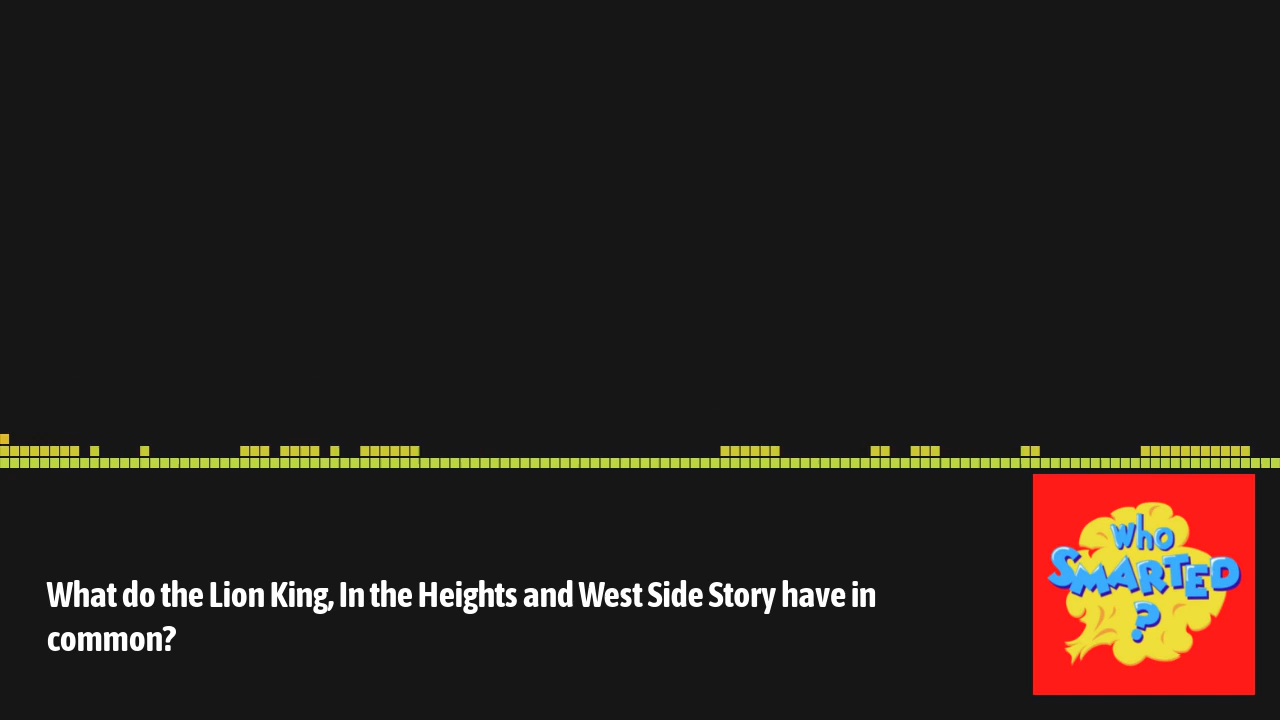 What do the Lion King, In the Heights and West Side Story have in
common?
who
SMARTED
?